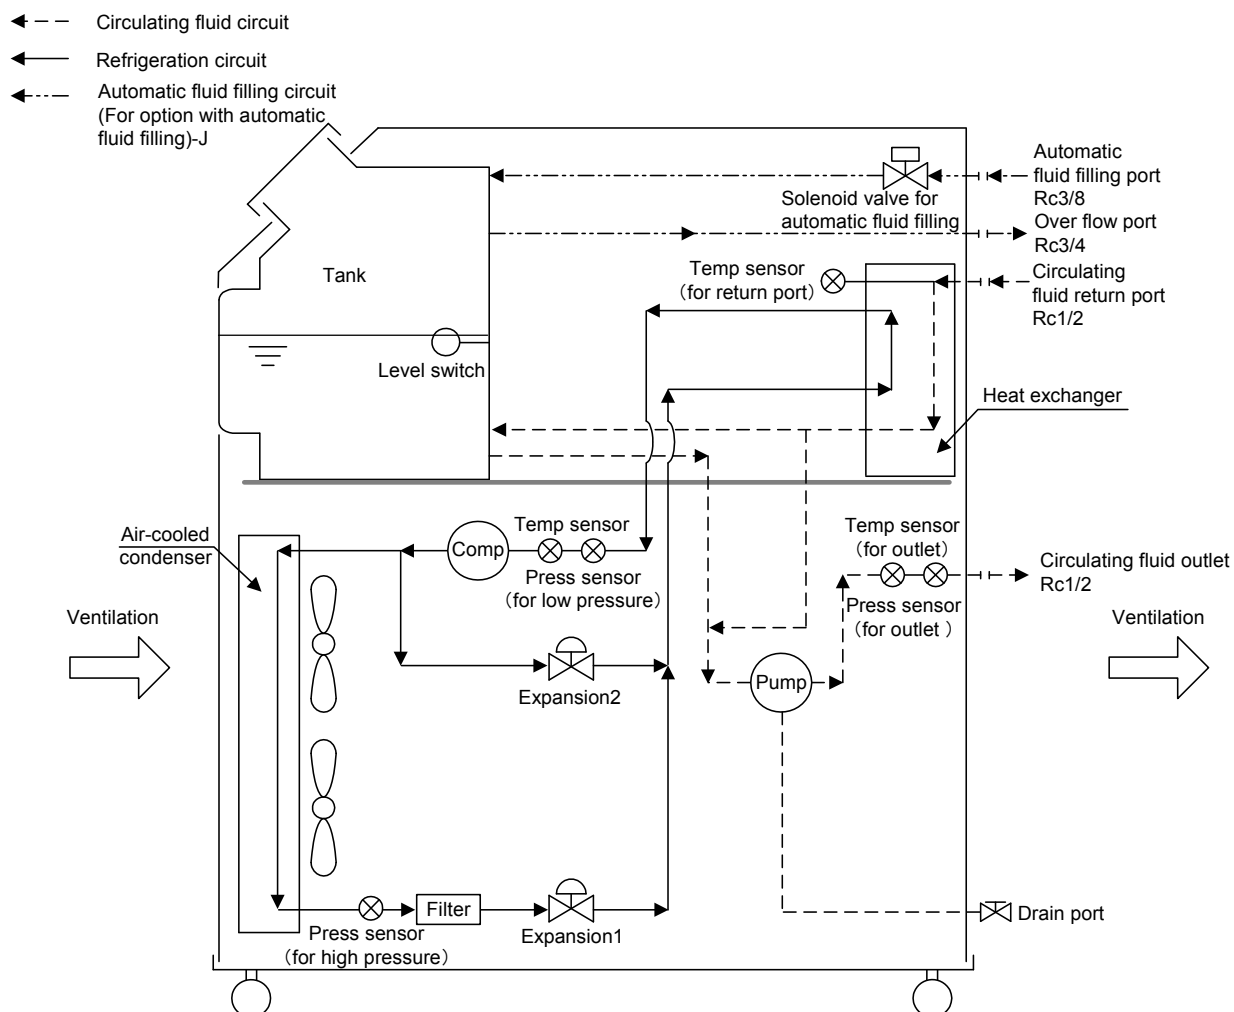 Circulating fluid circuit
Refrigeration circuit
Automatic fluid filling circuit
(For option with automatic
fluid filling)-J
Automatic
fluid filling port
Rc3/8
Solenoid valve for
automatic fluid filling
Over flow port
Rc3/4
Tank
Temp sensor
(for return port)
Circulating
fluid return port
Rc1/2
Level switch
Heat exchanger
Air-cooled
condenser
Comp
Temp sensor
Press sensor
(for low pressure)
Temp sensor
(for outlet)
Press sensor
(for outlet )
Circulating fluid outlet
Rc1/2
Ventilation
Ventilation
Expansion2
Pump
Filter
Press sensor
(for high pressure)
Expansion1
Drain port